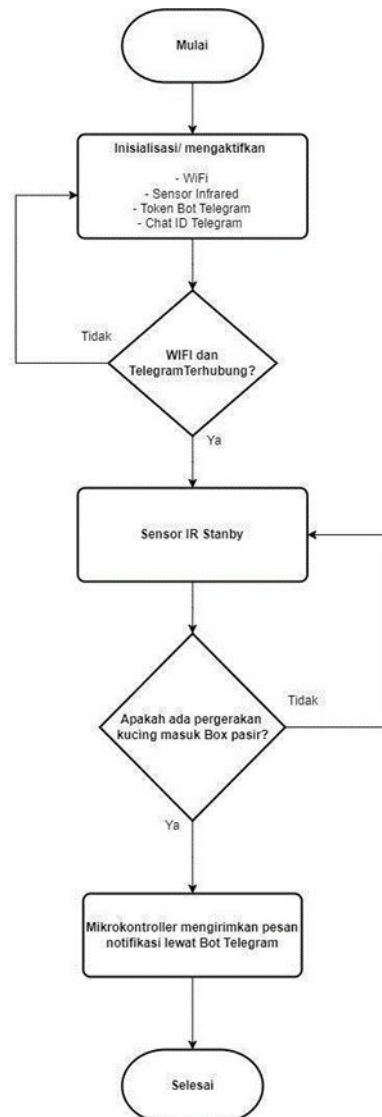 Mulai
Inisialisasi/ mengaktifkan
- WiFi
- Sensor Infrared
- Token Bot Telegram
- Chat ID Telegram
Tidak
WIFI dan
TelegramTerhubung?
Ya
Sensor IR Stanby
Tidak
Apakah ada pergerakan
kucing masuk Box pasir?
Ya
Mikrokontroller mengirimkan pesan
notifikasi lewat Bot Telegram
Selesai